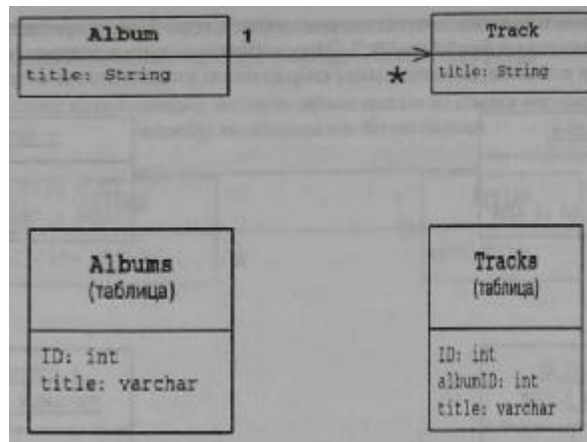 Album
1
Track
title: String
*
title: String
Albums
(таблица)
Tracks
(таблица)
ID: int
title: varchar
ID: int
albumID: int
title: varchar